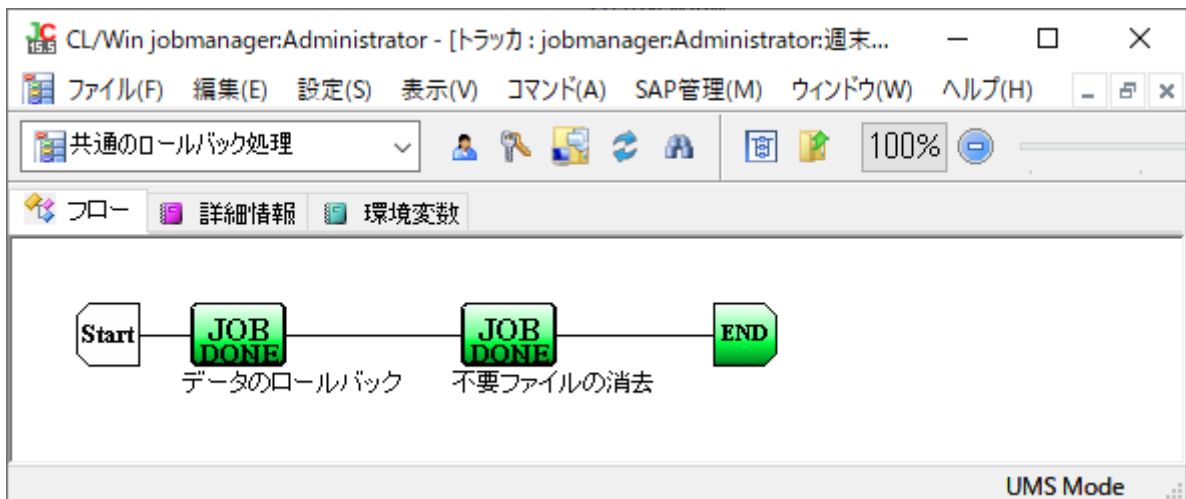 JC 15.5 CL/Win jobmanager:Administrator - [トラッカ : jobmanager:Administrator:週末...
ファイル(F) 編集(E) 設定(S) 表示(V) コマンド(A) SAP管理(M) ウィンドウ(W) ヘルプ(H)
共通のロールバック処理 100%
フロー 詳細情報 環境変数
Start JOB DONE JOB DONE END
データのロールバック 不要ファイルの消去
UMS Mode